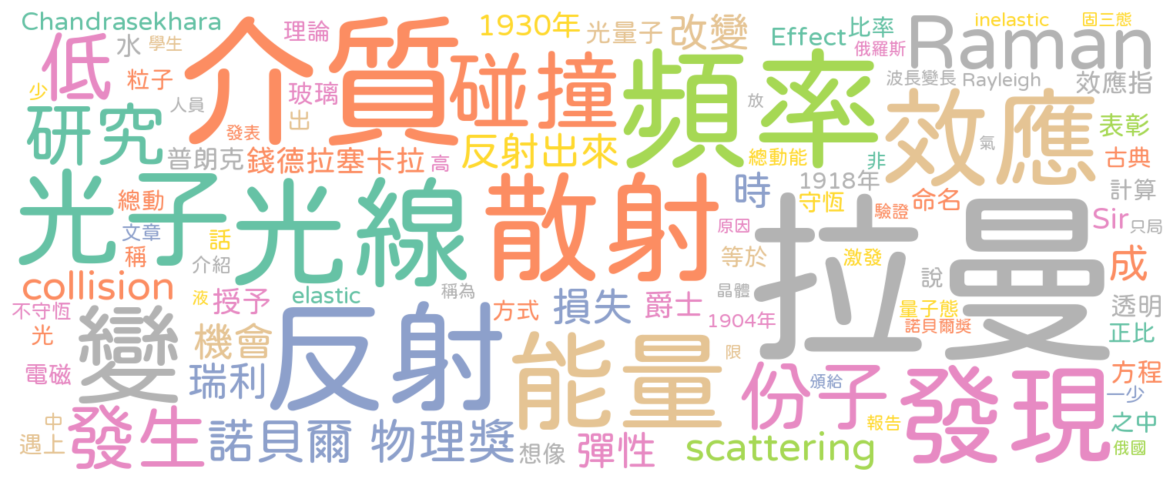 Chandrasekhara
理論
1930年
光量子
改變
Effect
比率
inelastic
固三態
俄羅斯
Raman
低
水
學生
介質
碰撞
頻率
波長變長
Rayleigh
效應指
粒子
少
人員
玻璃
出
放
效應
表彰
研究
發表
普朗克
錢德拉塞卡拉
高
反射出來
總動能
非
氣
古典
光子
光線
散射
時
1918年
守恆
驗證
命名
計算
總動
文章
話
稱
介紹
原因
拉曼
Sir
只局
collision
液
授予
elastic
稱為
方式
損失
爵士
等於
晶體
激發
說
成
量子態
透明
不守恆
光
變
機會
反射
能量
1904年
諾貝爾獎
正比
電磁
瑞利
限
份子
頒給
發現
方程
一少
中
遇上
發生
諾貝爾
物理獎
想像
彈性
scattering
報告
之中
俄國